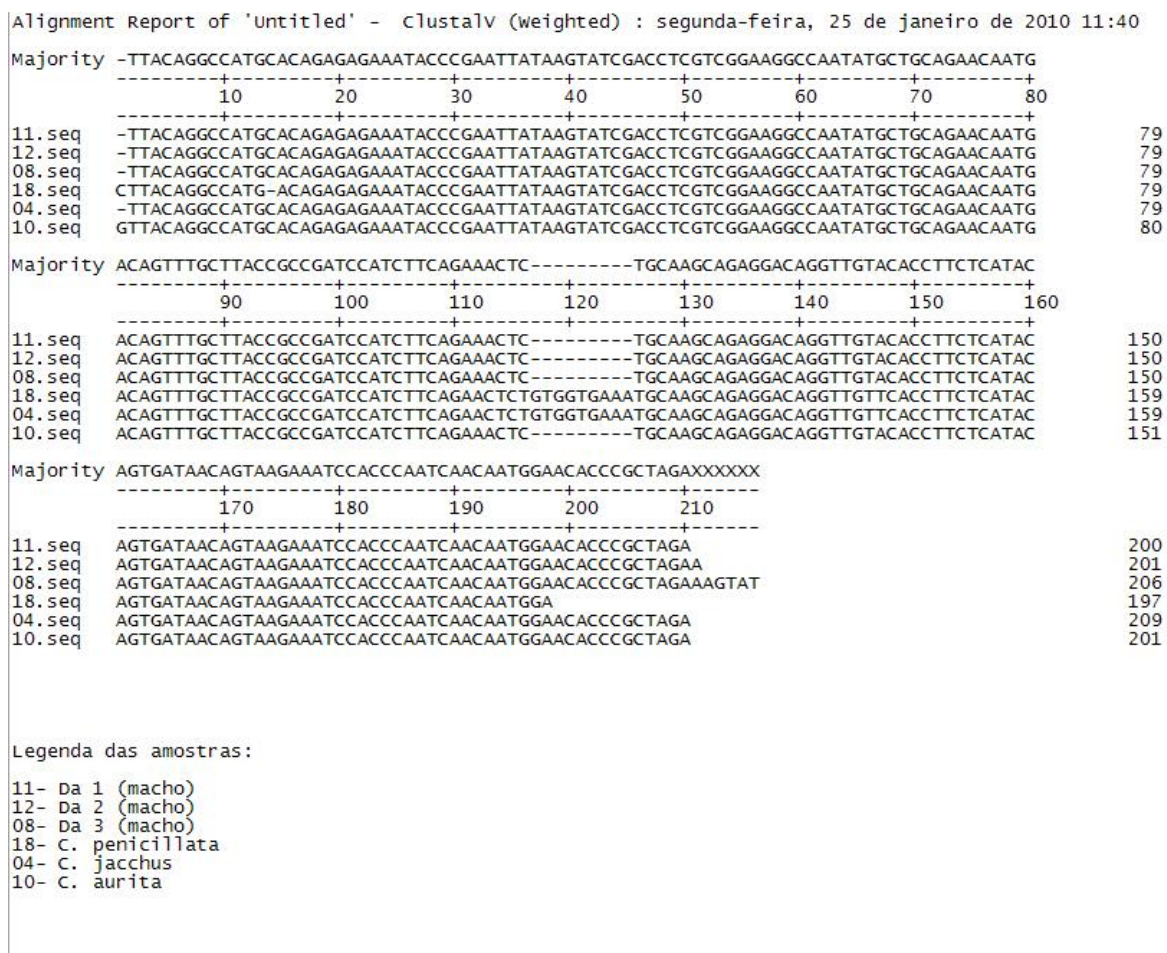 Alignment Report of 'Untitled' - ClustalV (Weighted) : segunda-feira, 25 de janeiro de 2010 11:40
Majority -TTACAGGCCATGCACAGAGAGAAATACCCGAATTATAAGTATCGACCTCGTCGGAAGGCCAATATGCTGCAGAACAATG
---------+---------+---------+---------+---------+---------+---------+---------+
10 20 30 40 50 60 70 80
---------+---------+---------+---------+---------+---------+---------+---------+
11.seq -TTACAGGCCATGCACAGAGAGAAATACCCGAATTATAAGTATCGACCTCGTCGGAAGGCCAATATGCTGCAGAACAATG 79
12.seq -TTACAGGCCATGCACAGAGAGAAATACCCGAATTATAAGTATCGACCTCGTCGGAAGGCCAATATGCTGCAGAACAATG 79
08.seq -TTACAGGCCATGCACAGAGAGAAATACCCGAATTATAAGTATCGACCTCGTCGGAAGGCCAATATGCTGCAGAACAATG 79
18.seq CTTACAGGCCATG-ACAGAGAGAAATACCCGAATTATAAGTATCGACCTCGTCGGAAGGCCAATATGCTGCAGAACAATG 79
04.seq -TTACAGGCCATGCACAGAGAGAAATACCCGAATTATAAGTATCGACCTCGTCGGAAGGCCAATATGCTGCAGAACAATG 79
10.seq GTTACAGGCCATGCACAGAGAGAAATACCCGAATTATAAGTATCGACCTCGTCGGAAGGCCAATATGCTGCAGAACAATG 80
Majority ACAGTTTGCTTACCGCCGATCCATCTTCAGAAACTC---------TGCAAGCAGAGGACAGGTTGTACACCTTCTCATAC
---------+---------+---------+---------+---------+---------+---------+---------+
90 100 110 120 130 140 150 160
---------+---------+---------+---------+---------+---------+---------+---------+
11.seq ACAGTTTGCTTACCGCCGATCCATCTTCAGAAACTC---------TGCAAGCAGAGGACAGGTTGTACACCTTCTCATAC 150
12.seq ACAGTTTGCTTACCGCCGATCCATCTTCAGAAACTC---------TGCAAGCAGAGGACAGGTTGTACACCTTCTCATAC 150
08.seq ACAGTTTGCTTACCGCCGATCCATCTTCAGAAACTC---------TGCAAGCAGAGGACAGGTTGTACACCTTCTCATAC 150
18.seq ACAGTTTGCTTACCGCCGATCCATCTTCAGAACTCTGTGGTGAAATGCAAGCAGAGGACAGGTTGTTCACCTTCTCATAC 159
04.seq ACAGTTTGCTTACCGCCGATCCATCTTCAGAACTCTGTGGTGAAATGCAAGCAGAGGACAGGTTGTTCACCTTCTCATAC 159
10.seq ACAGTTTGCTTACCGCCGATCCATCTTCAGAAACTC---------TGCAAGCAGAGGACAGGTTGTACACCTTCTCATAC 151
Majority AGTGATAACAGTAAGAAATCCACCCAATCAACAATGGAACACCCGCTAGAXXXXXX
---------+---------+---------+---------+---------+------
170 180 190 200 210
---------+---------+---------+---------+---------+------
11.seq AGTGATAACAGTAAGAAATCCACCCAATCAACAATGGAACACCCGCTAGA 200
12.seq AGTGATAACAGTAAGAAATCCACCCAATCAACAATGGAACACCCGCTAGAA 201
08.seq AGTGATAACAGTAAGAAATCCACCCAATCAACAATGGAACACCCGCTAGAAAGTAT 206
18.seq AGTGATAACAGTAAGAAATCCACCCAATCAACAATGGA 197
04.seq AGTGATAACAGTAAGAAATCCACCCAATCAACAATGGAACACCCGCTAGA 209
10.seq AGTGATAACAGTAAGAAATCCACCCAATCAACAATGGAACACCCGCTAGA 201
Legenda das amostras:
11- Da 1 (macho)
12- Da 2 (macho)
08- Da 3 (macho)
18- C. penicillata
04- C. jacchus
10- C. aurita